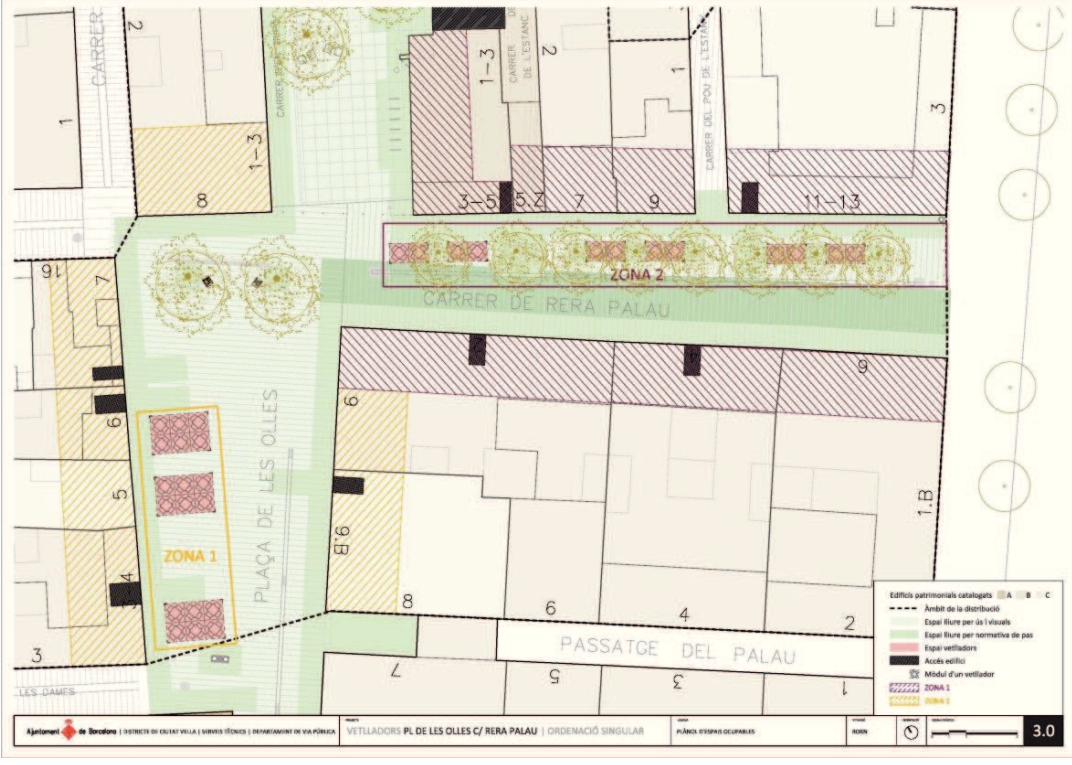 CARRER
2
CARRER
1-3
CARRER
DE L'ESTANC
2
1
CARRER DEL POU DE L'ESTANC
3
1
1-3
8
3-5
5.Z
7
9
11-13
16
7
ZONA 2
CARRER DE RERA PALAU
2
4
6
6
5
3-4
3
ZONA 1
PLAÇA DE LES OLLES
9
9.B
1.B
8
6
4
2
PASSATGE DEL PALAU
7
5
3
1
LES DAMES
Edificis patrimonials catalogats A B C
Àmbit de la distribució
Espai lliure per ús i visuals
Espai lliure per normativa de pas
Espai vetlladors
Accés edifici
Mòdul d'un vetllador
ZONA 1
ZONA 2
Ajuntament de Barcelona | DISTRICTE DE CIUTAT VELLA | SERVEIS TÈCNICS | DEPARTAMENT DE VIA PÚBLICA
VETLLADORS PL DE LES OLLES C/ RERA PALAU | ORDENACIÓ SINGULAR
PLÀNOL D'ESPAIS OCUPABLES
BORN
3.0